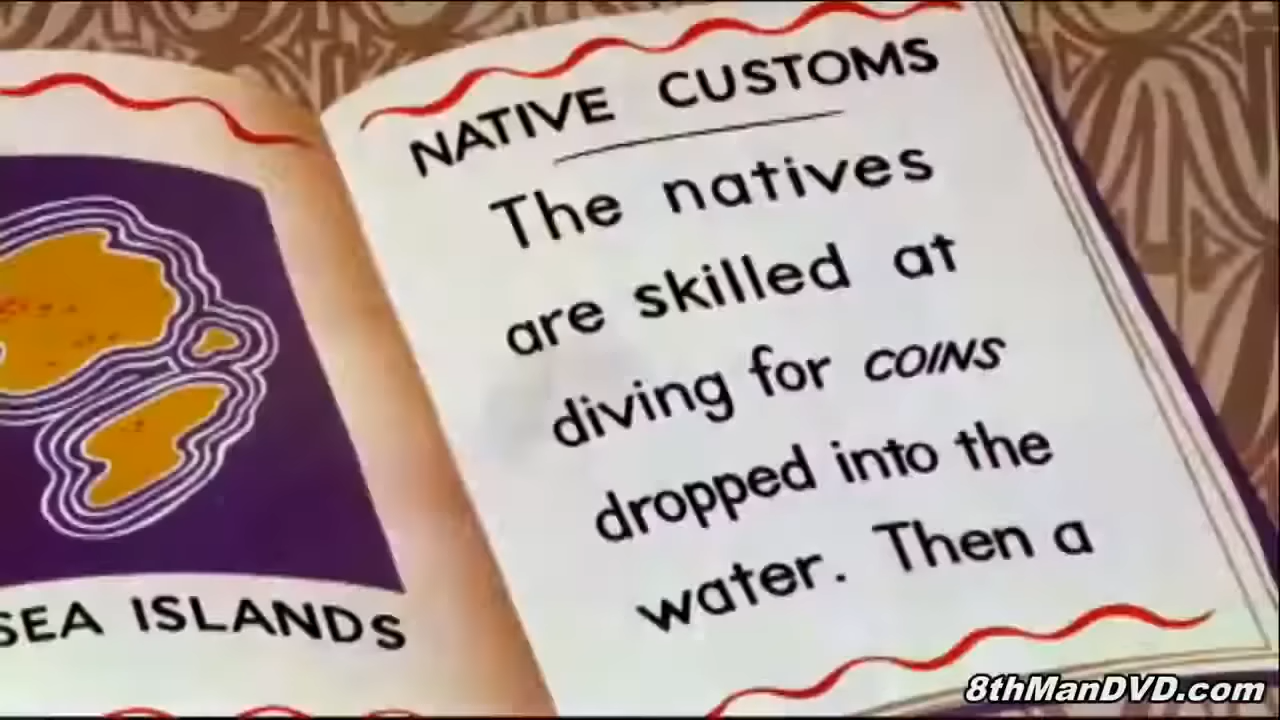 SEA ISLANDS
NATIVE CUSTOMS
The natives
are skilled at
diving for COINS
dropped into the
water. Then a
8thManDVD.com